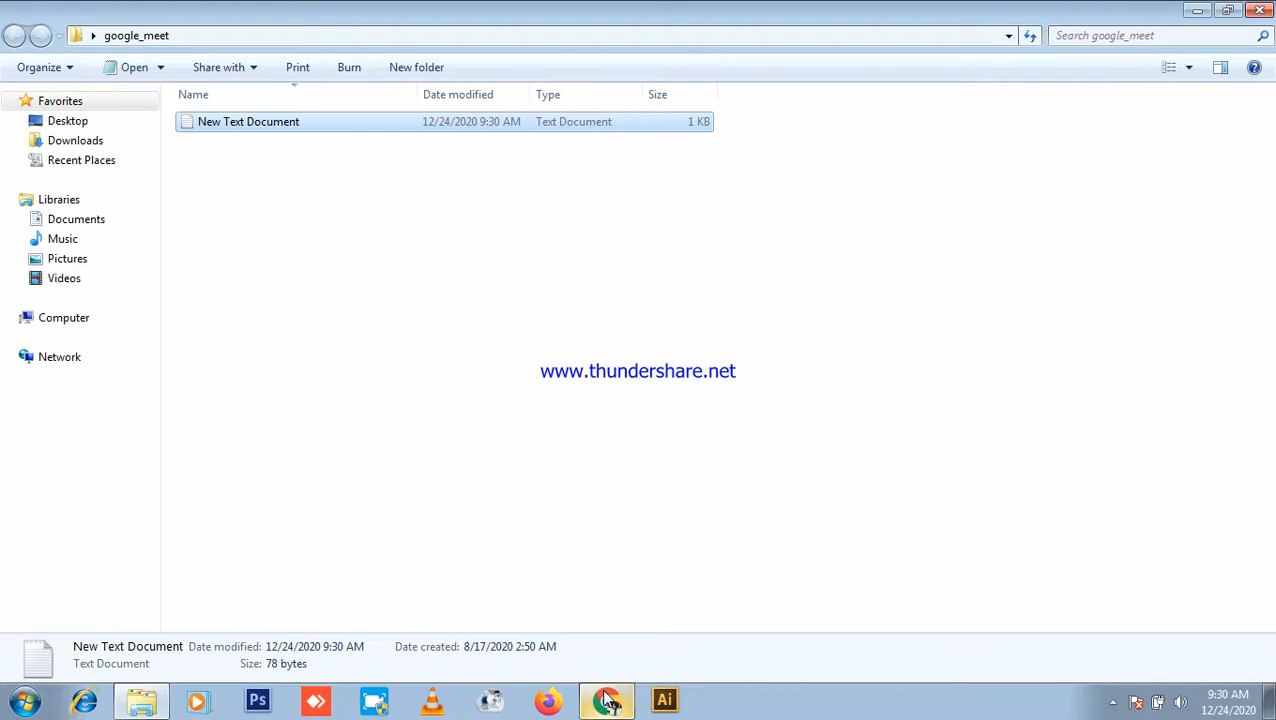 google_meet
Search google_meet
Organize Open Share with Print Burn New folder
Name Date modified Type Size
Favorites
New Text Document 12/24/2020 9:30 AM Text Document 1 KB
Desktop
Downloads
Recent Places
Libraries
Documents
Music
Pictures
Videos
Computer
Network
www.thundershare.net
New Text Document Date modified: 12/24/2020 9:30 AM Date created: 8/17/2020 2:50 AM
Text Document Size: 78 bytes
Ps
Ai
9:30 AM
12/24/2020